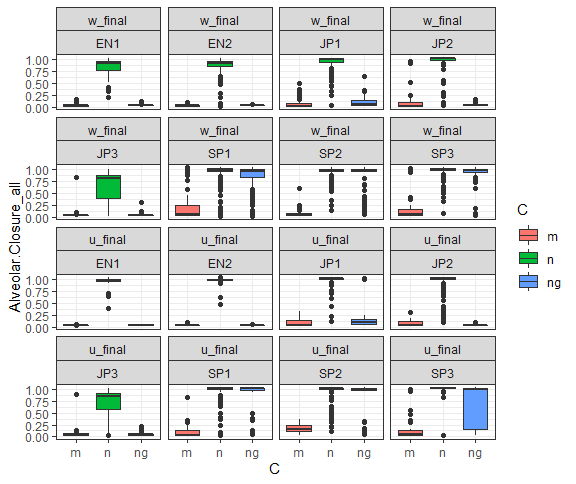 w_final w_final w_final w_final
EN1 EN2 JP1 JP2
1.00
0.75
0.50
0.25
0.00
w_final w_final w_final w_final
JP3 SP1 SP2 SP3
1.00
0.75
0.50
0.25
0.00
Alveolar.Closure_all
u_final u_final u_final u_final
EN1 EN2 JP1 JP2
1.00
0.75
0.50
0.25
0.00
u_final u_final u_final u_final
JP3 SP1 SP2 SP3
1.00
0.75
0.50
0.25
0.00
m n ng m n ng m n ng m n ng
C
C
m
n
ng